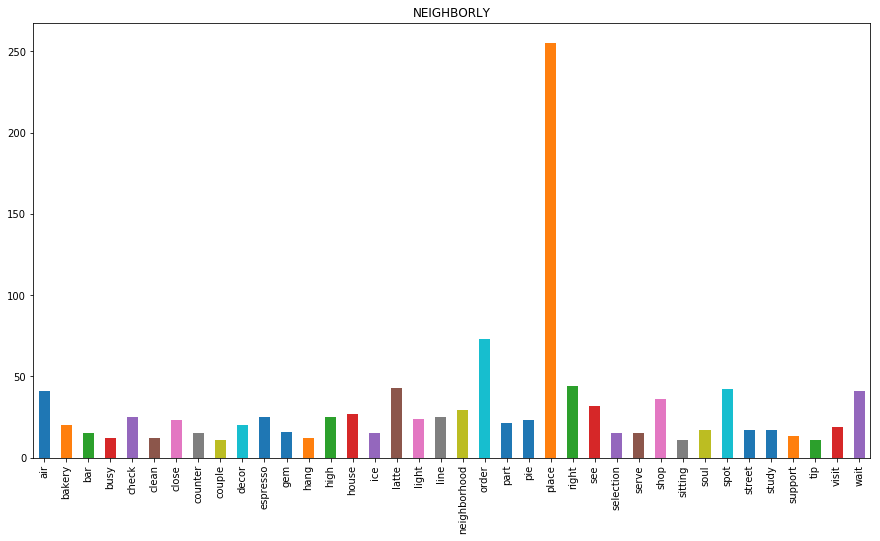 NEIGHBORLY
250
200
150
100
50
0
air
bakery
bar
busy
check
clean
close
counter
couple
decor
espresso
gem
hang
high
house
ice
latte
light
line
neighborhood
order
part
pie
place
right
see
selection
serve
shop
sitting
soul
spot
street
study
support
tip
visit
wait